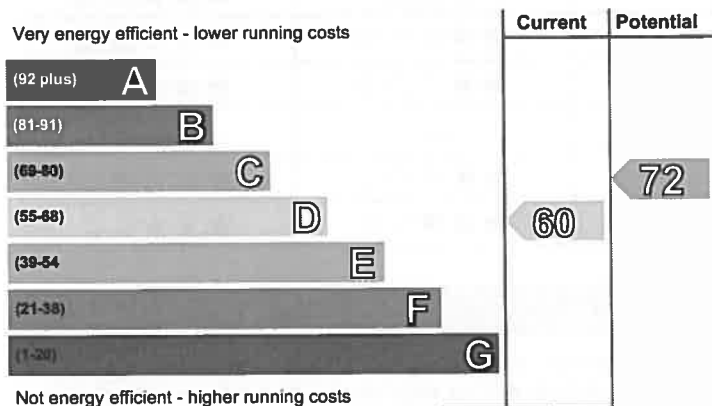 Current Potential
Very energy efficient - lower running costs
(92 plus) A
(81-91) B
(69-80) C
72
(55-68) D
60
(39-54 E
(21-38) F
(1-20) G
Not energy efficient - higher running costs